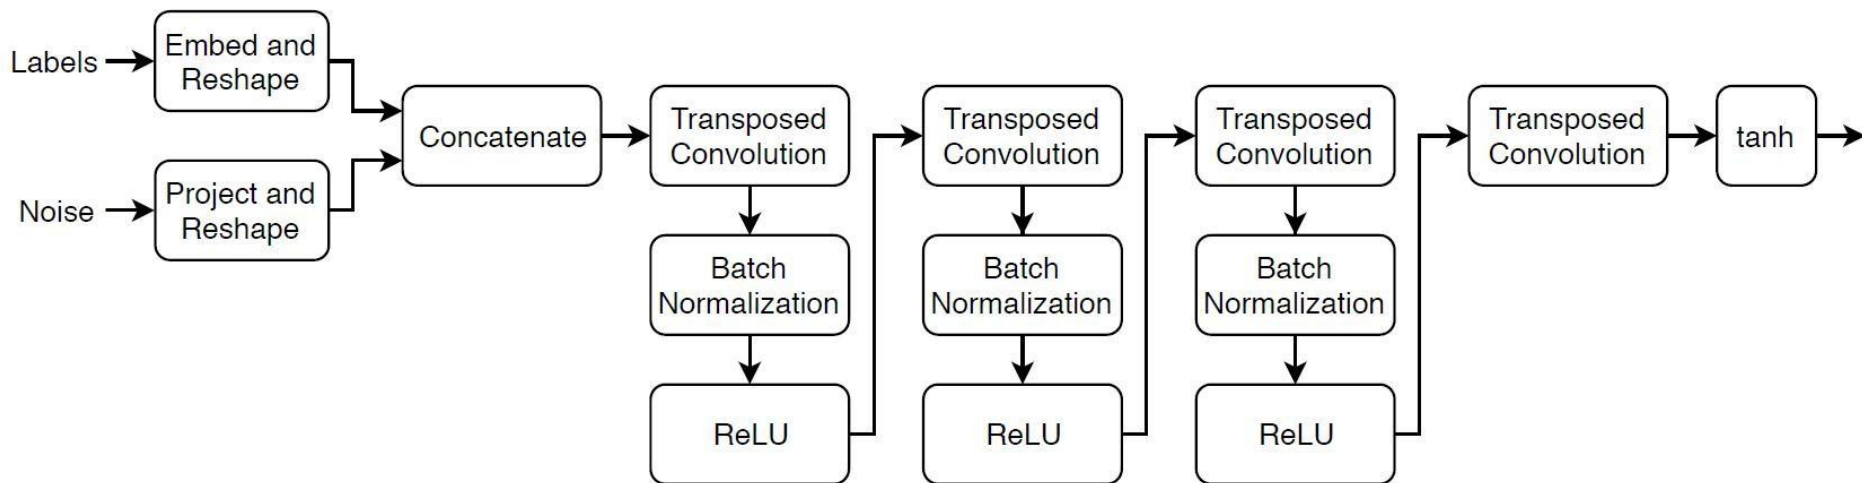 Labels
Embed and
Reshape
Noise
Project and
Reshape
Concatenate
Transposed
Convolution
Batch
Normalization
ReLU
Transposed
Convolution
Batch
Normalization
ReLU
Transposed
Convolution
Batch
Normalization
ReLU
Transposed
Convolution
tanh